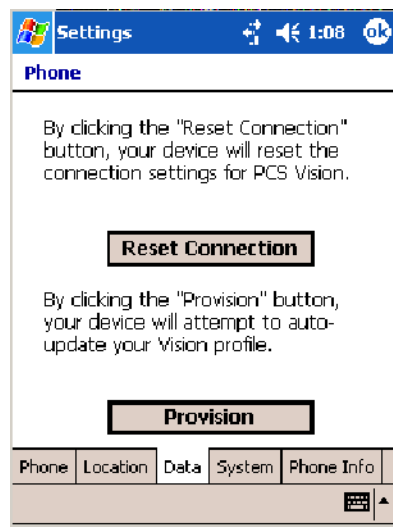 Settings 1:08 ok
Phone
By clicking the "Reset Connection"
button, your device will reset the
connection settings for PCS Vision.
Reset Connection
By clicking the "Provision" button,
your device will attempt to auto-
update your Vision profile.
Provision
Phone Location Data System Phone Info